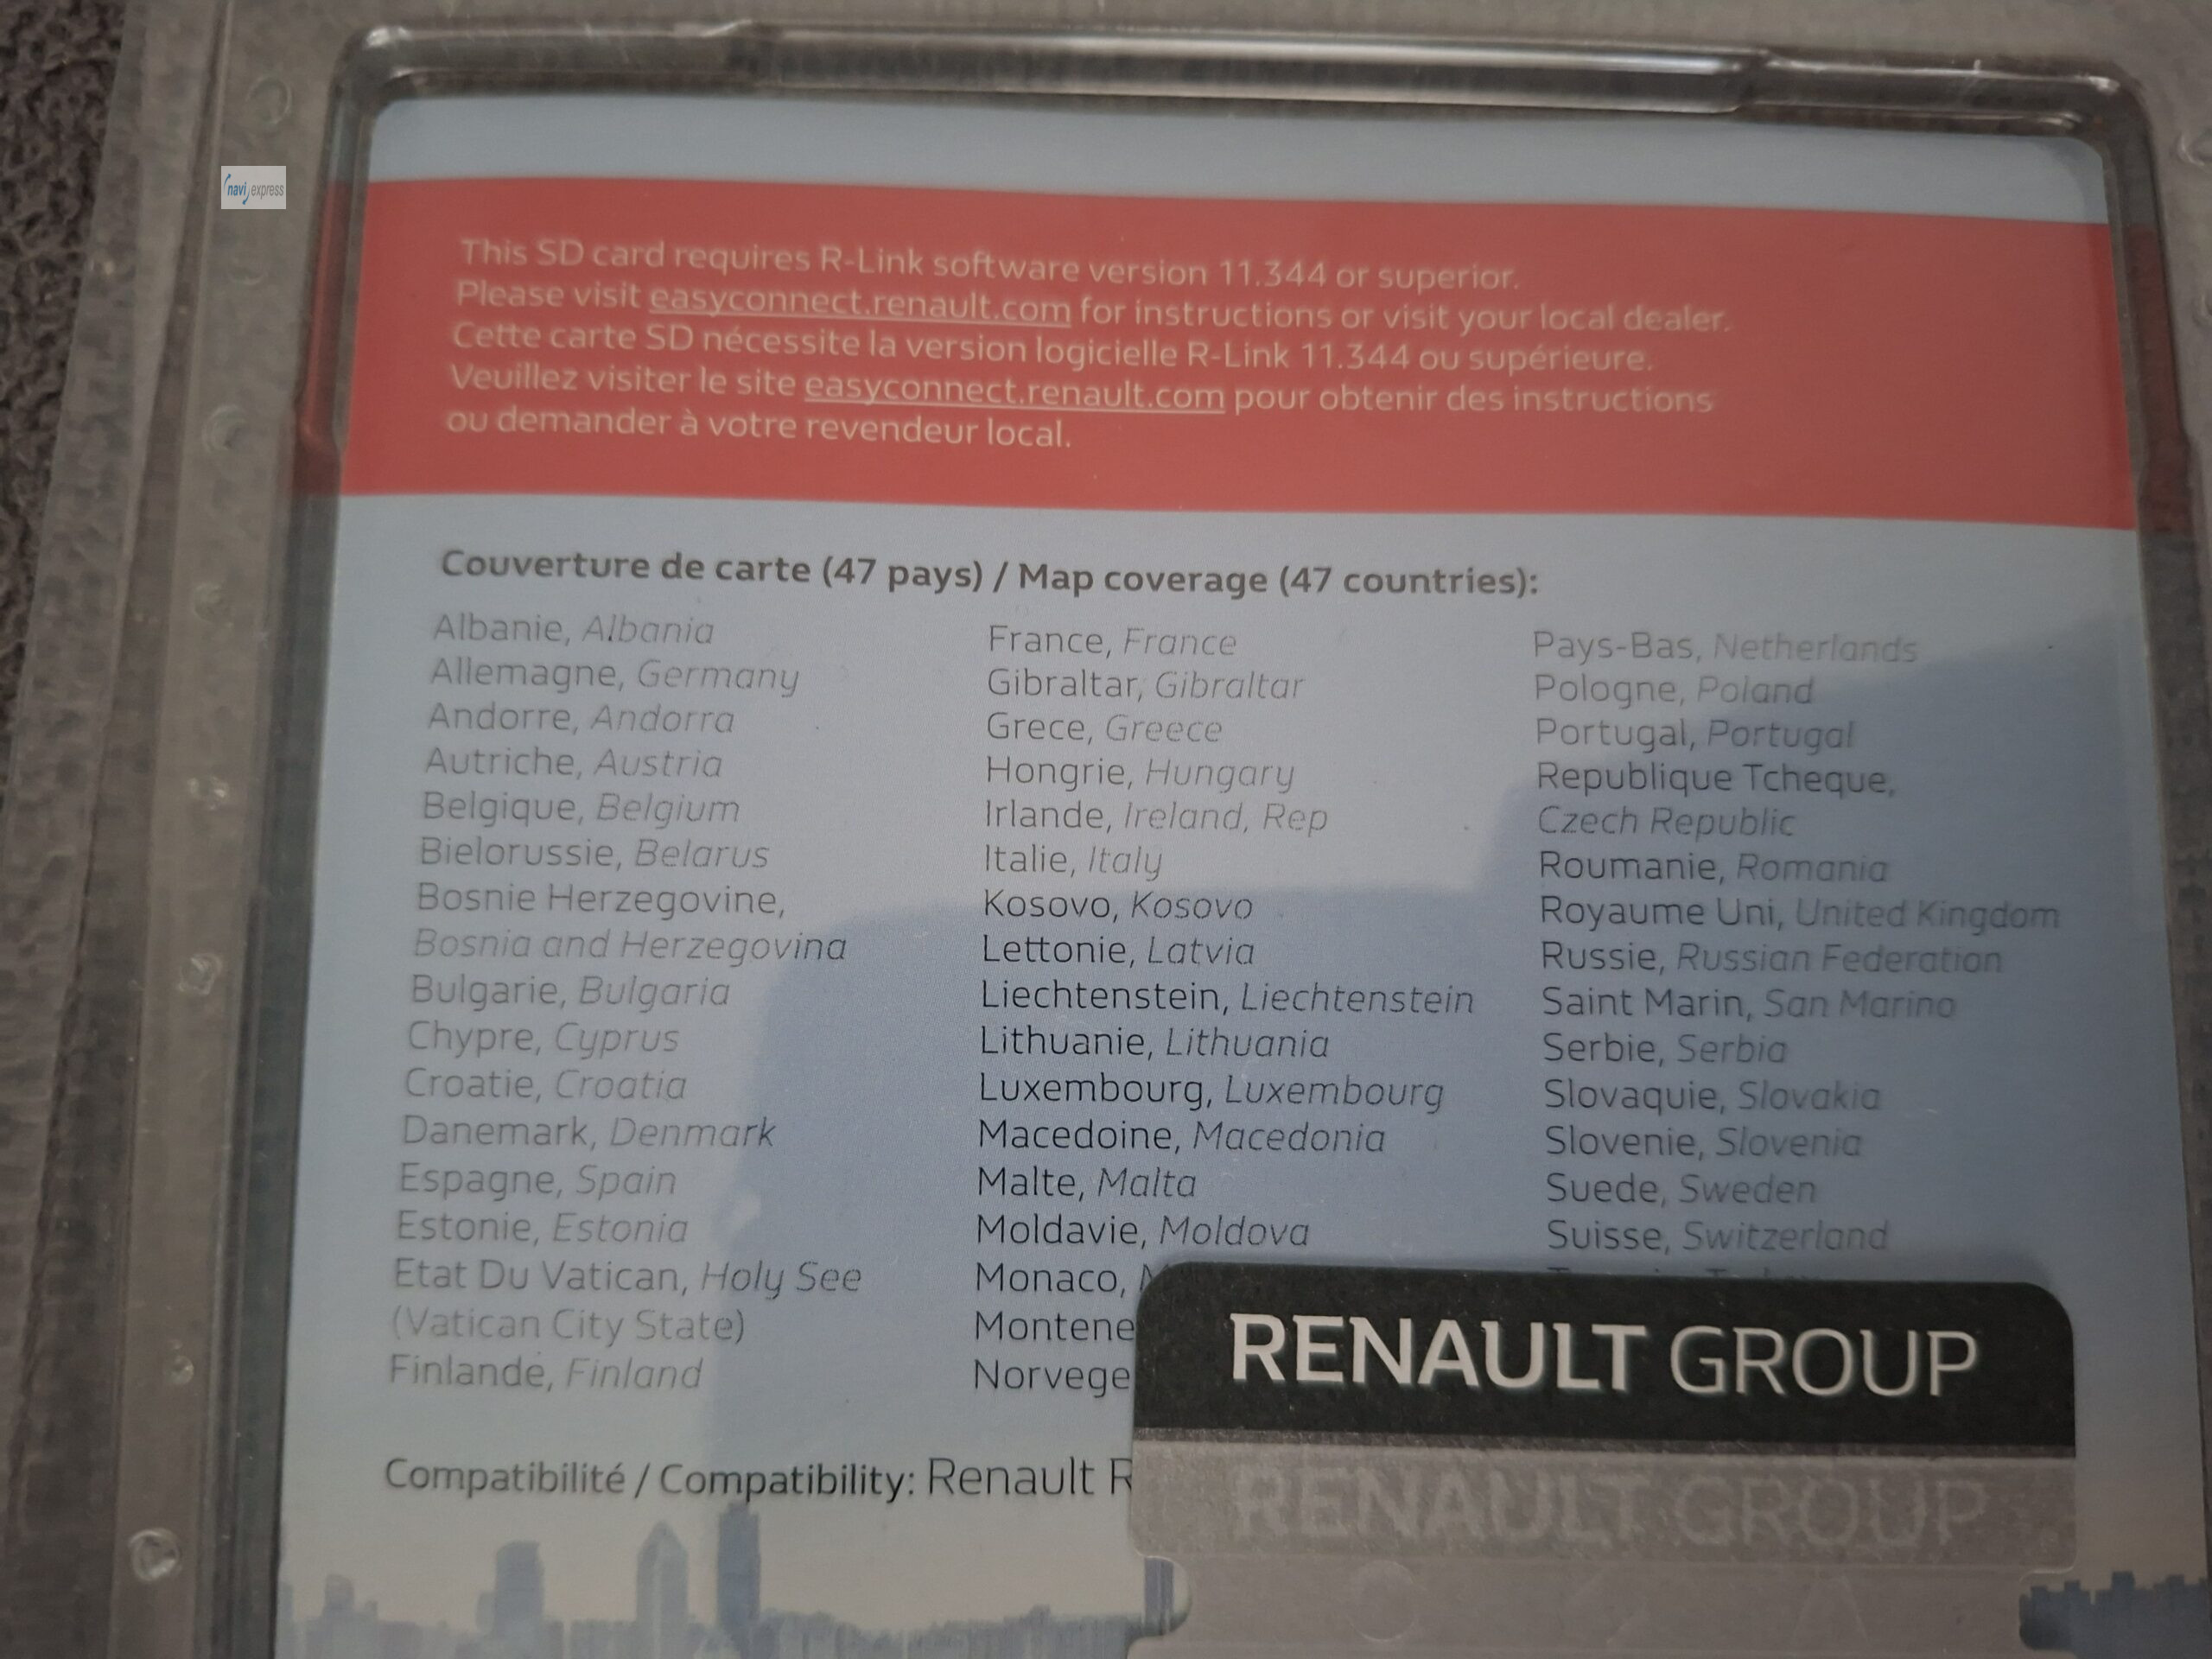 navi express
This SD card requires R-Link software version 11.344 or superior.
Please visit easyconnect.renault.com for instructions or visit your local dealer.
Cette carte SD nécessite la version logicielle R-Link 11.344 ou supérieure.
Veuillez visiter le site easyconnect.renault.com pour obtenir des instructions
ou demander à votre revendeur local.
Couverture de carte (47 pays) / Map coverage (47 countries):
Albanie, Albania
Allemagne, Germany
Andorre, Andorra
Autriche, Austria
Belgique, Belgium
Bielorussie, Belarus
Bosnie Herzegovine,
Bosnia and Herzegovina
Bulgarie, Bulgaria
Chypre, Cyprus
Croatie, Croatia
Danemark, Denmark
Espagne, Spain
Estonie, Estonia
Etat Du Vatican, Holy See
(Vatican City State)
Finlande, Finland
France, France
Gibraltar, Gibraltar
Grece, Greece
Hongrie, Hungary
Irlande, Ireland, Rep
Italie, Italy
Kosovo, Kosovo
Lettonie, Latvia
Liechtenstein, Liechtenstein
Lithuanie, Lithuania
Luxembourg, Luxembourg
Macedoine, Macedonia
Malte, Malta
Moldavie, Moldova
Monaco,
Montene
Norvege
Pays-Bas, Netherlands
Pologne, Poland
Portugal, Portugal
Republique Tcheque,
Czech Republic
Roumanie, Romania
Royaume Uni, United Kingdom
Russie, Russian Federation
Saint Marin, San Marino
Serbie, Serbia
Slovaquie, Slovakia
Slovenie, Slovenia
Suede, Sweden
Suisse, Switzerland
Compatibilité / Compatibility: Renault R
RENAULT GROUP
RENAULT GROUP